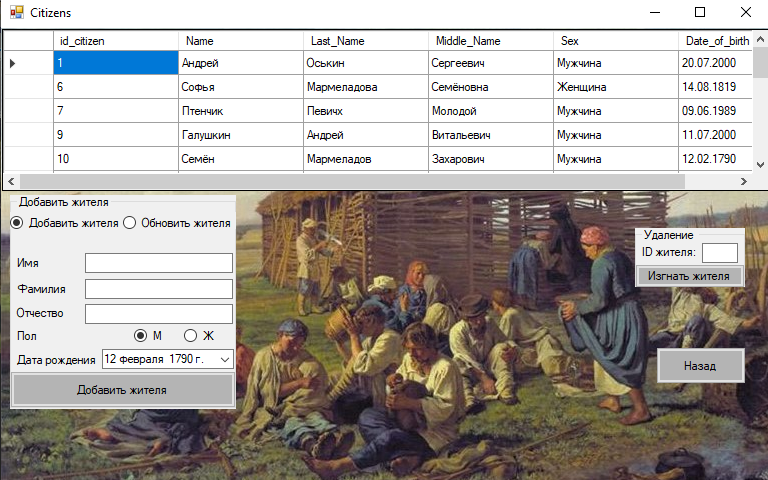 Citizens
id_citizen Name Last_Name Middle_Name Sex Date_of_birth
1 Андрей Оськин Сергеевич Мужчина 20.07.2000
6 Софья Мармеладова Семёновна Женщина 14.08.1819
7 Птенчик Певичх Молодой Мужчина 09.06.1989
9 Галушкин Андрей Витальевич Мужчина 11.07.2000
10 Семён Мармеладов Захарович Мужчина 12.02.1790
Добавить жителя
Добавить жителя Обновить жителя
Имя
Фамилия
Отчество
Пол М Ж
Дата рождения 12 февраля 1790 г.
Добавить жителя
Удаление
ID жителя:
Изгнать жителя
Назад